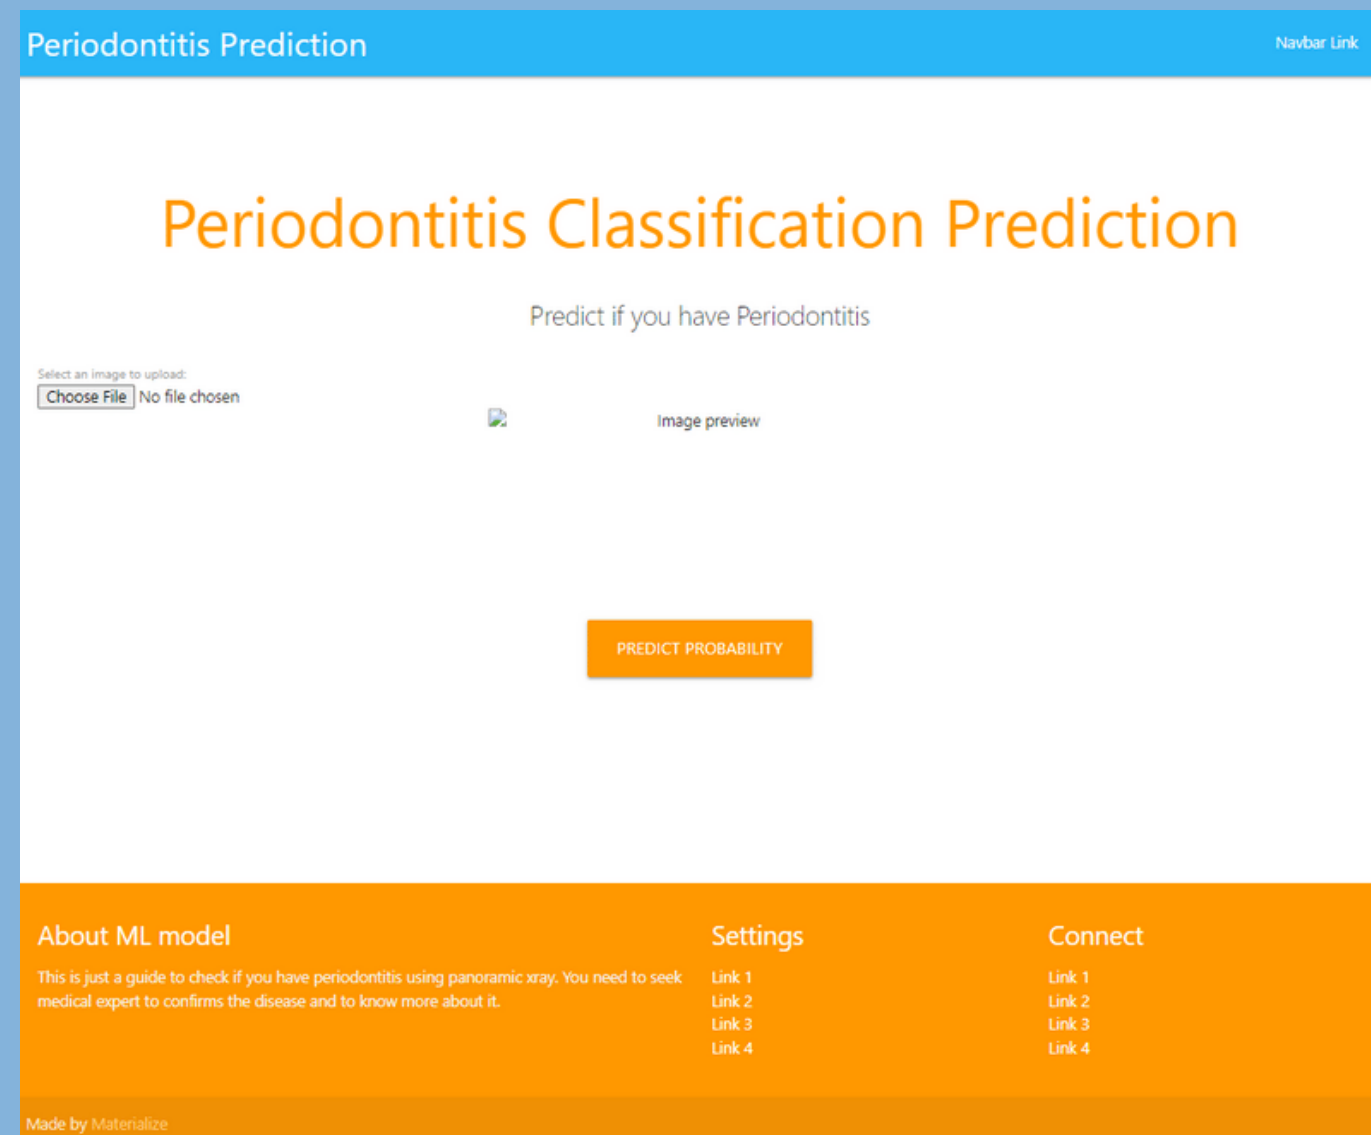 Periodontitis Prediction
Navbar Link
Periodontitis Classification Prediction
Predict if you have Periodontitis
Select an image to upload:
Choose File No file chosen
Image preview
PREDICT PROBABILITY
About ML model
This is just a guide to check if you have periodontitis using panoramic xray. You need to seek
medical expert to confirms the disease and to know more about it.
Settings
Link 1
Link 2
Link 3
Link 4
Connect
Link 1
Link 2
Link 3
Link 4
Made by Materialize